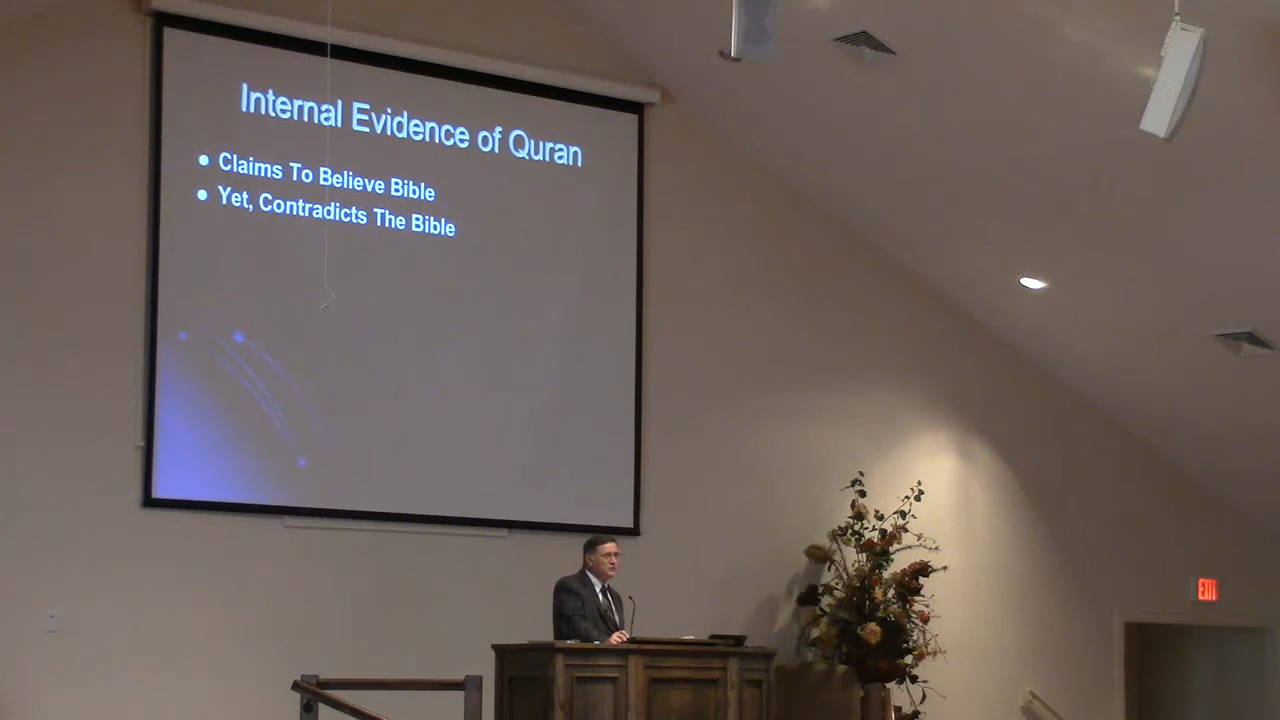 Internal Evidence of Quran
● Claims To Believe Bible
● Yet, Contradicts The Bible
EXIT